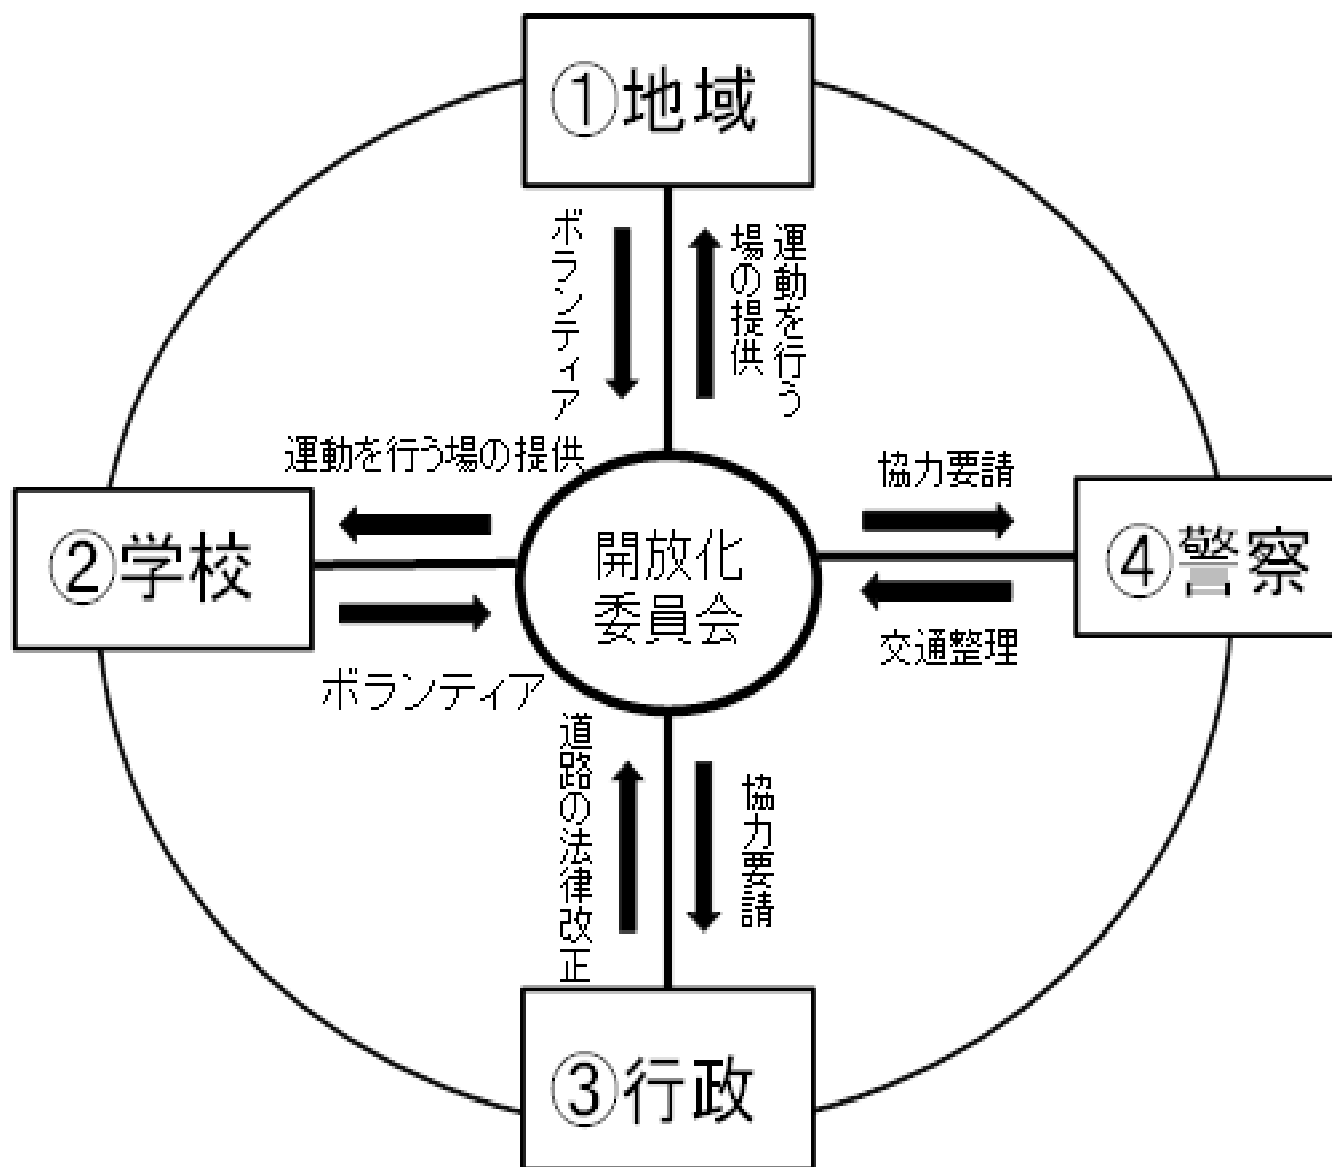 ①地域
ボランティア
運動を行う
場の提供
運動を行う場の提供
協力要請
②学校
開放化
委員会
④警察
ボランティア
交通整理
道路の法律改正
協力要請
③行政